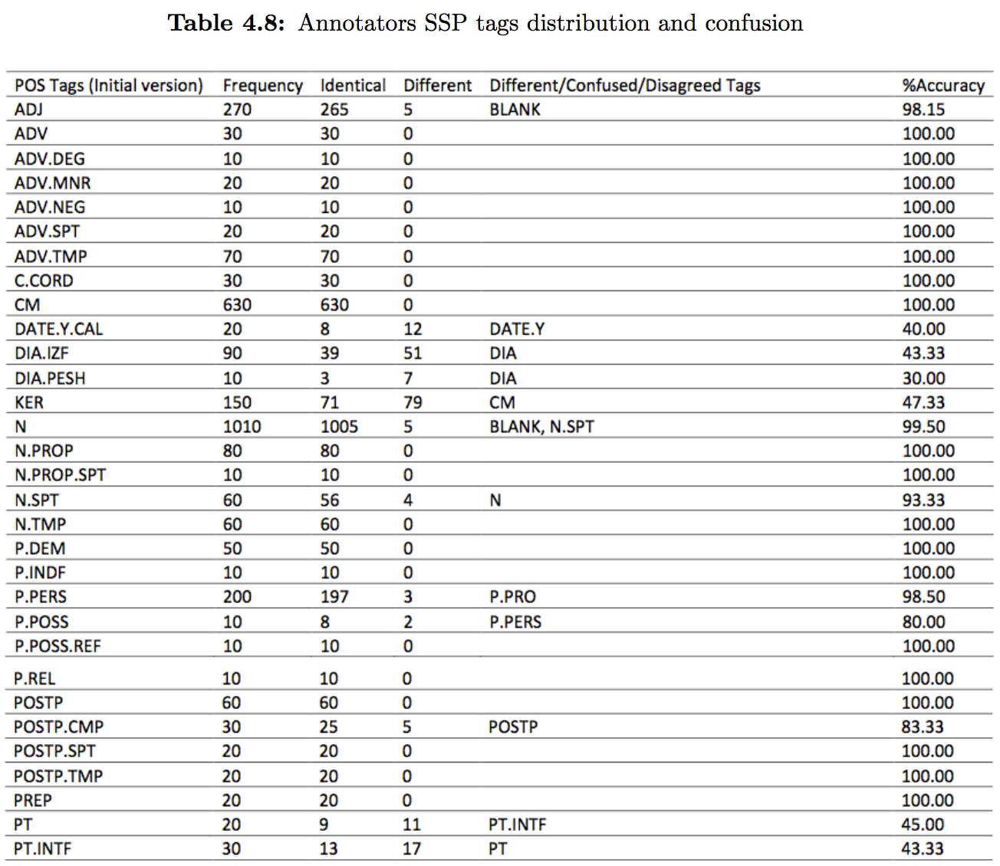 Table 4.8: Annotators SSP tags distribution and confusion
POS Tags (Initial version) Frequency Identical Different Different/Confused/Disagreed Tags %Accuracy
ADJ 270 265 5 BLANK 98.15
ADV 30 30 0 100.00
ADV.DEG 10 10 0 100.00
ADV.MNR 20 20 0 100.00
ADV.NEG 10 10 0 100.00
ADV.SPT 20 20 0 100.00
ADV.TMP 70 70 0 100.00
C.CORD 30 30 0 100.00
CM 630 630 0 100.00
DATE.Y.CAL 20 8 12 DATE.Y 40.00
DIA.IZF 90 39 51 DIA 43.33
DIA.PESH 10 3 7 DIA 30.00
KER 150 71 79 CM 47.33
N 1010 1005 5 BLANK, N.SPT 99.50
N.PROP 80 80 0 100.00
N.PROP.SPT 10 10 0 100.00
N.SPT 60 56 4 N 93.33
N.TMP 60 60 0 100.00
P.DEM 50 50 0 100.00
P.INDF 10 10 0 100.00
P.PERS 200 197 3 P.PRO 98.50
P.POSS 10 8 2 P.PERS 80.00
P.POSS.REF 10 10 0 100.00
P.REL 10 10 0 100.00
POSTP 60 60 0 100.00
POSTP.CMP 30 25 5 POSTP 83.33
POSTP.SPT 20 20 0 100.00
POSTP.TMP 20 20 0 100.00
PREP 20 20 0 100.00
PT 20 9 11 PT.INTF 45.00
PT.INTF 30 13 17 PT 43.33